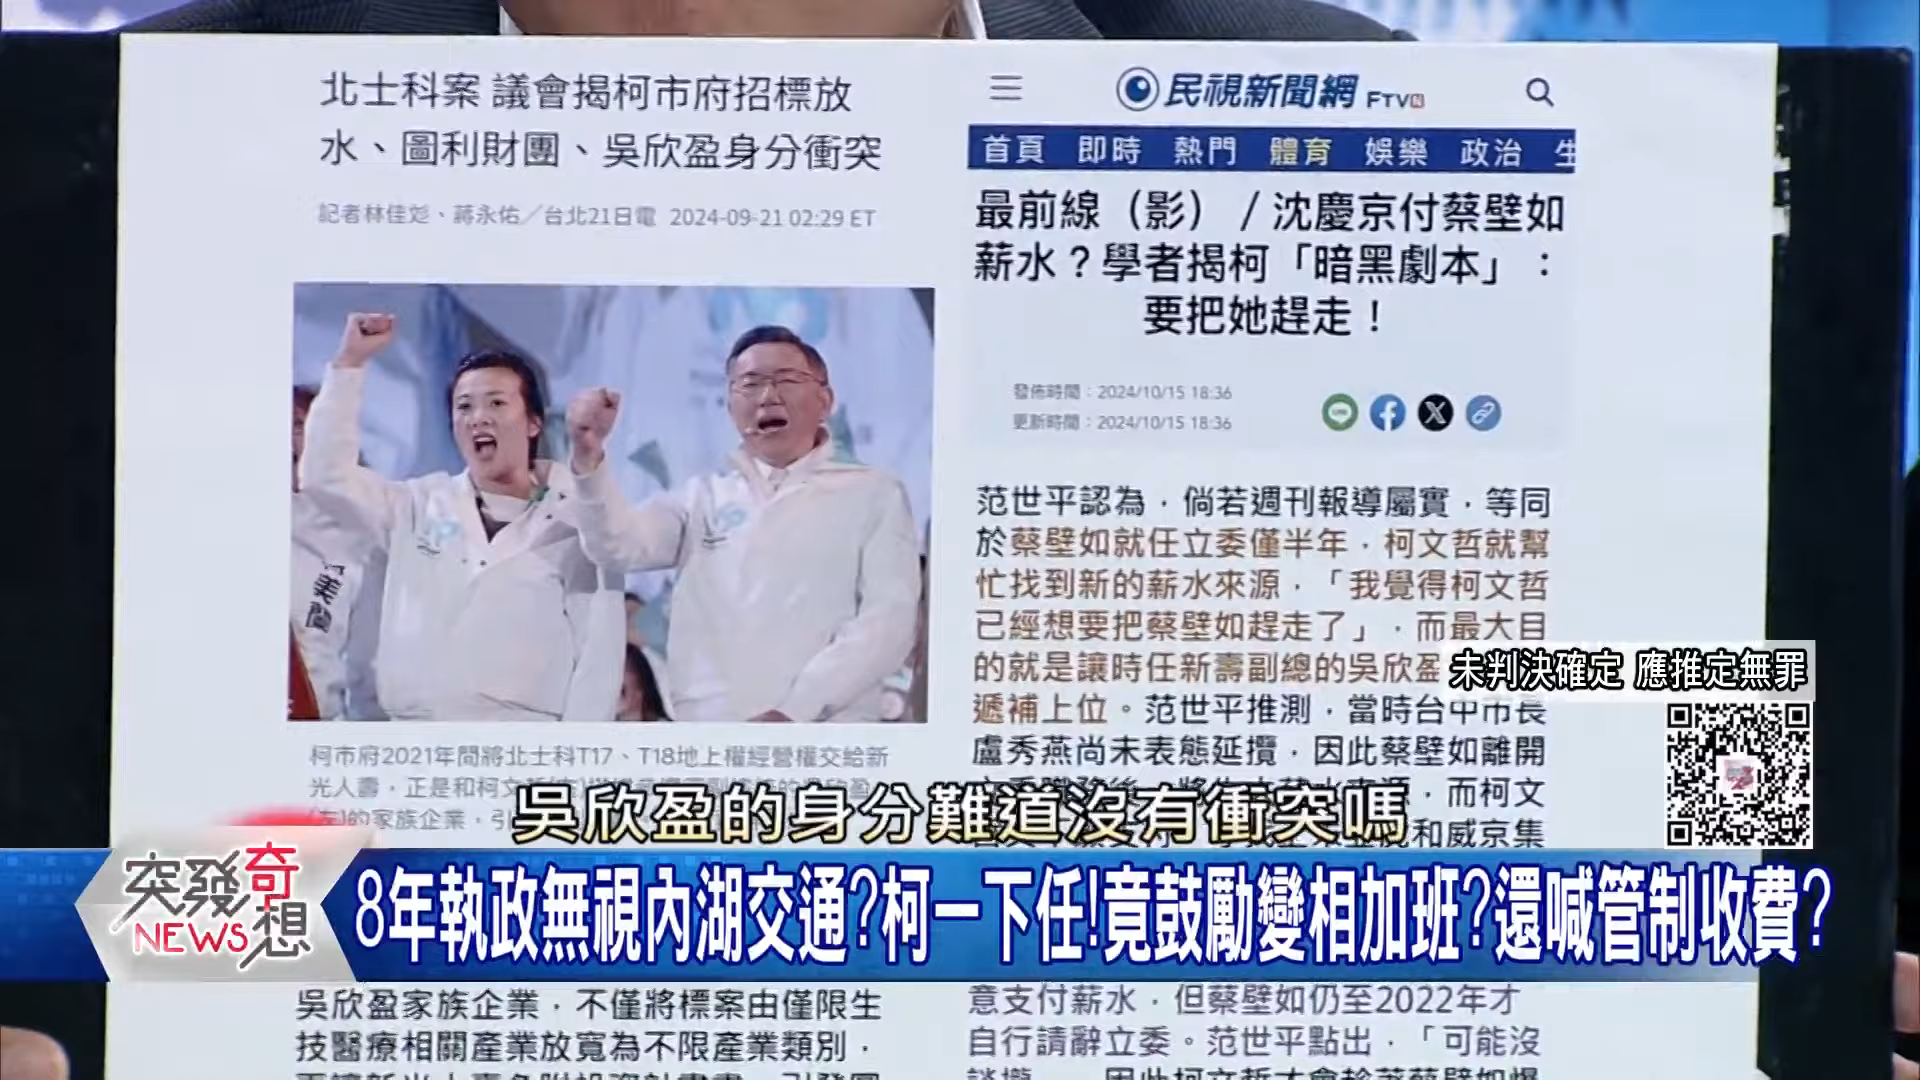 北士科案 議會揭柯市府招標放
水、圖利財團、吳欣盈身分衝突
記者林佳彣、蔣永佑／台北21日電 2024-09-21 02:29 ET
美蘭
柯市府2021年間將北士科T17、T18地上權經營權交給新
光人壽，正是和柯文哲
的家族企業，引
吳欣盈家族企業，不僅將標案由僅限生
技醫療相關產業放寬為不限產業類別，
民視新聞網 FTVN
首頁 即時 熱門 體育 娛樂 政治 生
最前線（影）／沈慶京付蔡壁如
薪水？學者揭柯「暗黑劇本」：
要把她趕走！
發佈時間：2024/10/15 18:36
更新時間：2024/10/15 18:36
范世平認為，倘若週刊報導屬實，等同
於蔡壁如就任立委僅半年，柯文哲就幫
忙找到新的薪水來源，「我覺得柯文哲
已經想要把蔡壁如趕走了」，而最大目
的就是讓時任新壽副總的吳欣盈
遞補上位。范世平推測，當時台中市長
盧秀燕尚未表態延攬，因此蔡壁如離開
，而柯文
和威京集
意支付薪水，但蔡壁如仍至2022年才
自行請辭立委。范世平點出，「可能沒
未判決確定 應推定無罪
吳欣盈的身分難道沒有衝突嗎
突發奇想 NEWS
8年執政無視內湖交通?柯一下任!竟鼓勵變相加班?還喊管制收費?